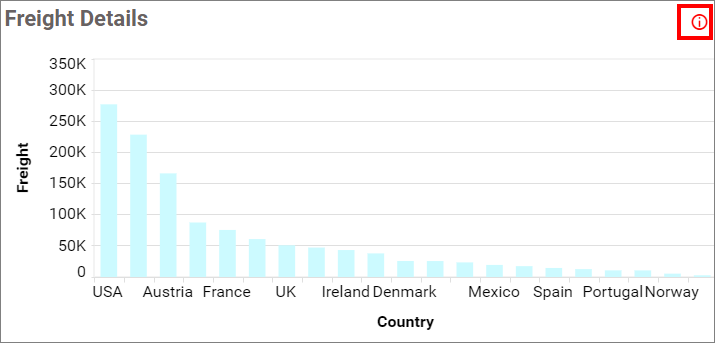 Freight Details
350K
300K
250K
200K
150K
100K
50K
0
Freight
USA Austria France UK Ireland Denmark Mexico Spain Portugal Norway
Country